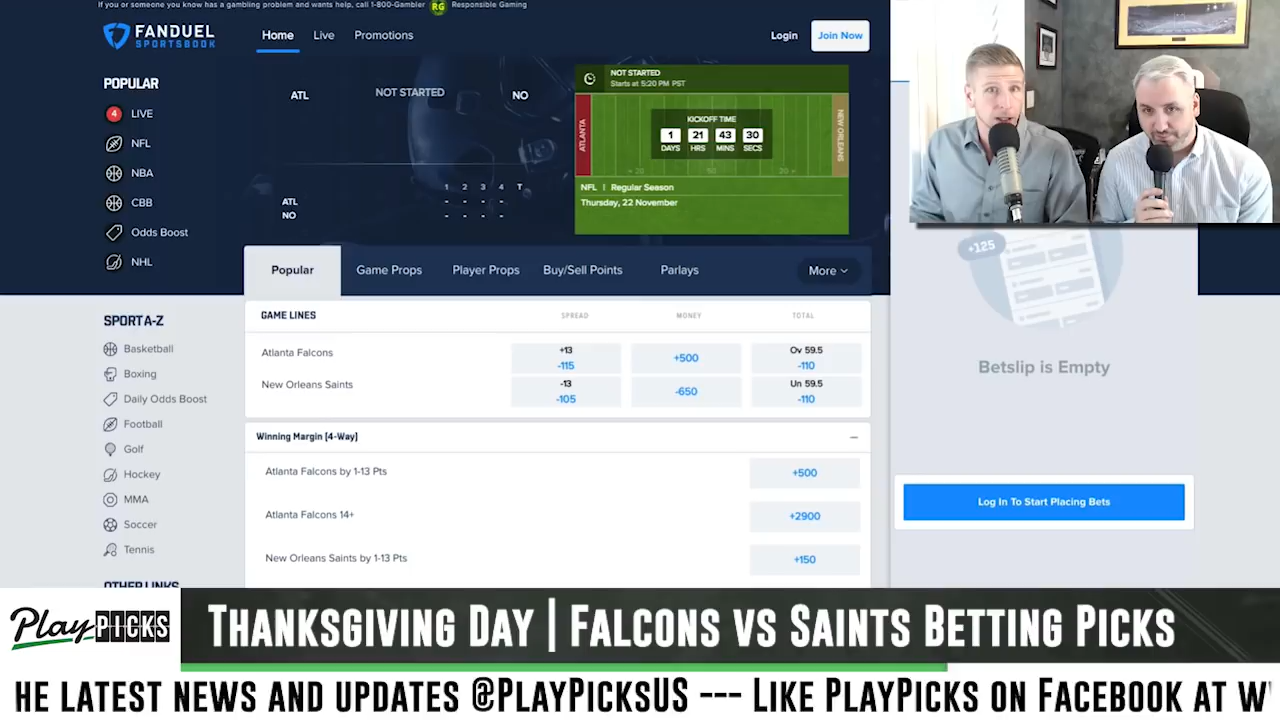 If you or someone you know has a gambling problem and wants help, call 1-800-Gambler RG Responsible Gaming
FANDUEL
SPORTSBOOK
Home Live Promotions
Login Join Now
POPULAR
4 LIVE
NFL
NBA
CBB
Odds Boost
NHL
SPORT A-Z
Basketball
Boxing
Daily Odds Boost
Football
Golf
Hockey
MMA
Soccer
Tennis
OTHER LINKS
ATL NOT STARTED NO
1 2 3 4 T
ATL - - - -
NO - - - -
NOT STARTED
Starts at 5:20 PM PST
ATLANTA
KICKOFF TIME
1 21 43 30
DAYS HRS MINS SECS
NEW ORLEANS
NFL | Regular Season
Thursday, 22 November
Popular Game Props Player Props Buy/Sell Points Parlays More
GAME LINES SPREAD MONEY TOTAL
Atlanta Falcons +13 -115 +500 Ov 59.5 -110
New Orleans Saints -13 -105 -650 Un 59.5 -110
Winning Margin [4-Way] –
Atlanta Falcons by 1-13 Pts +500
Atlanta Falcons 14+ +2900
New Orleans Saints by 1-13 Pts +150
+125
Betslip is Empty
Log In To Start Placing Bets
PlayPICKS
THANKSGIVING DAY | FALCONS VS SAINTS BETTING PICKS
HE LATEST NEWS AND UPDATES @PLAYPICKSUS --- LIKE PLAYPICKS ON FACEBOOK AT W